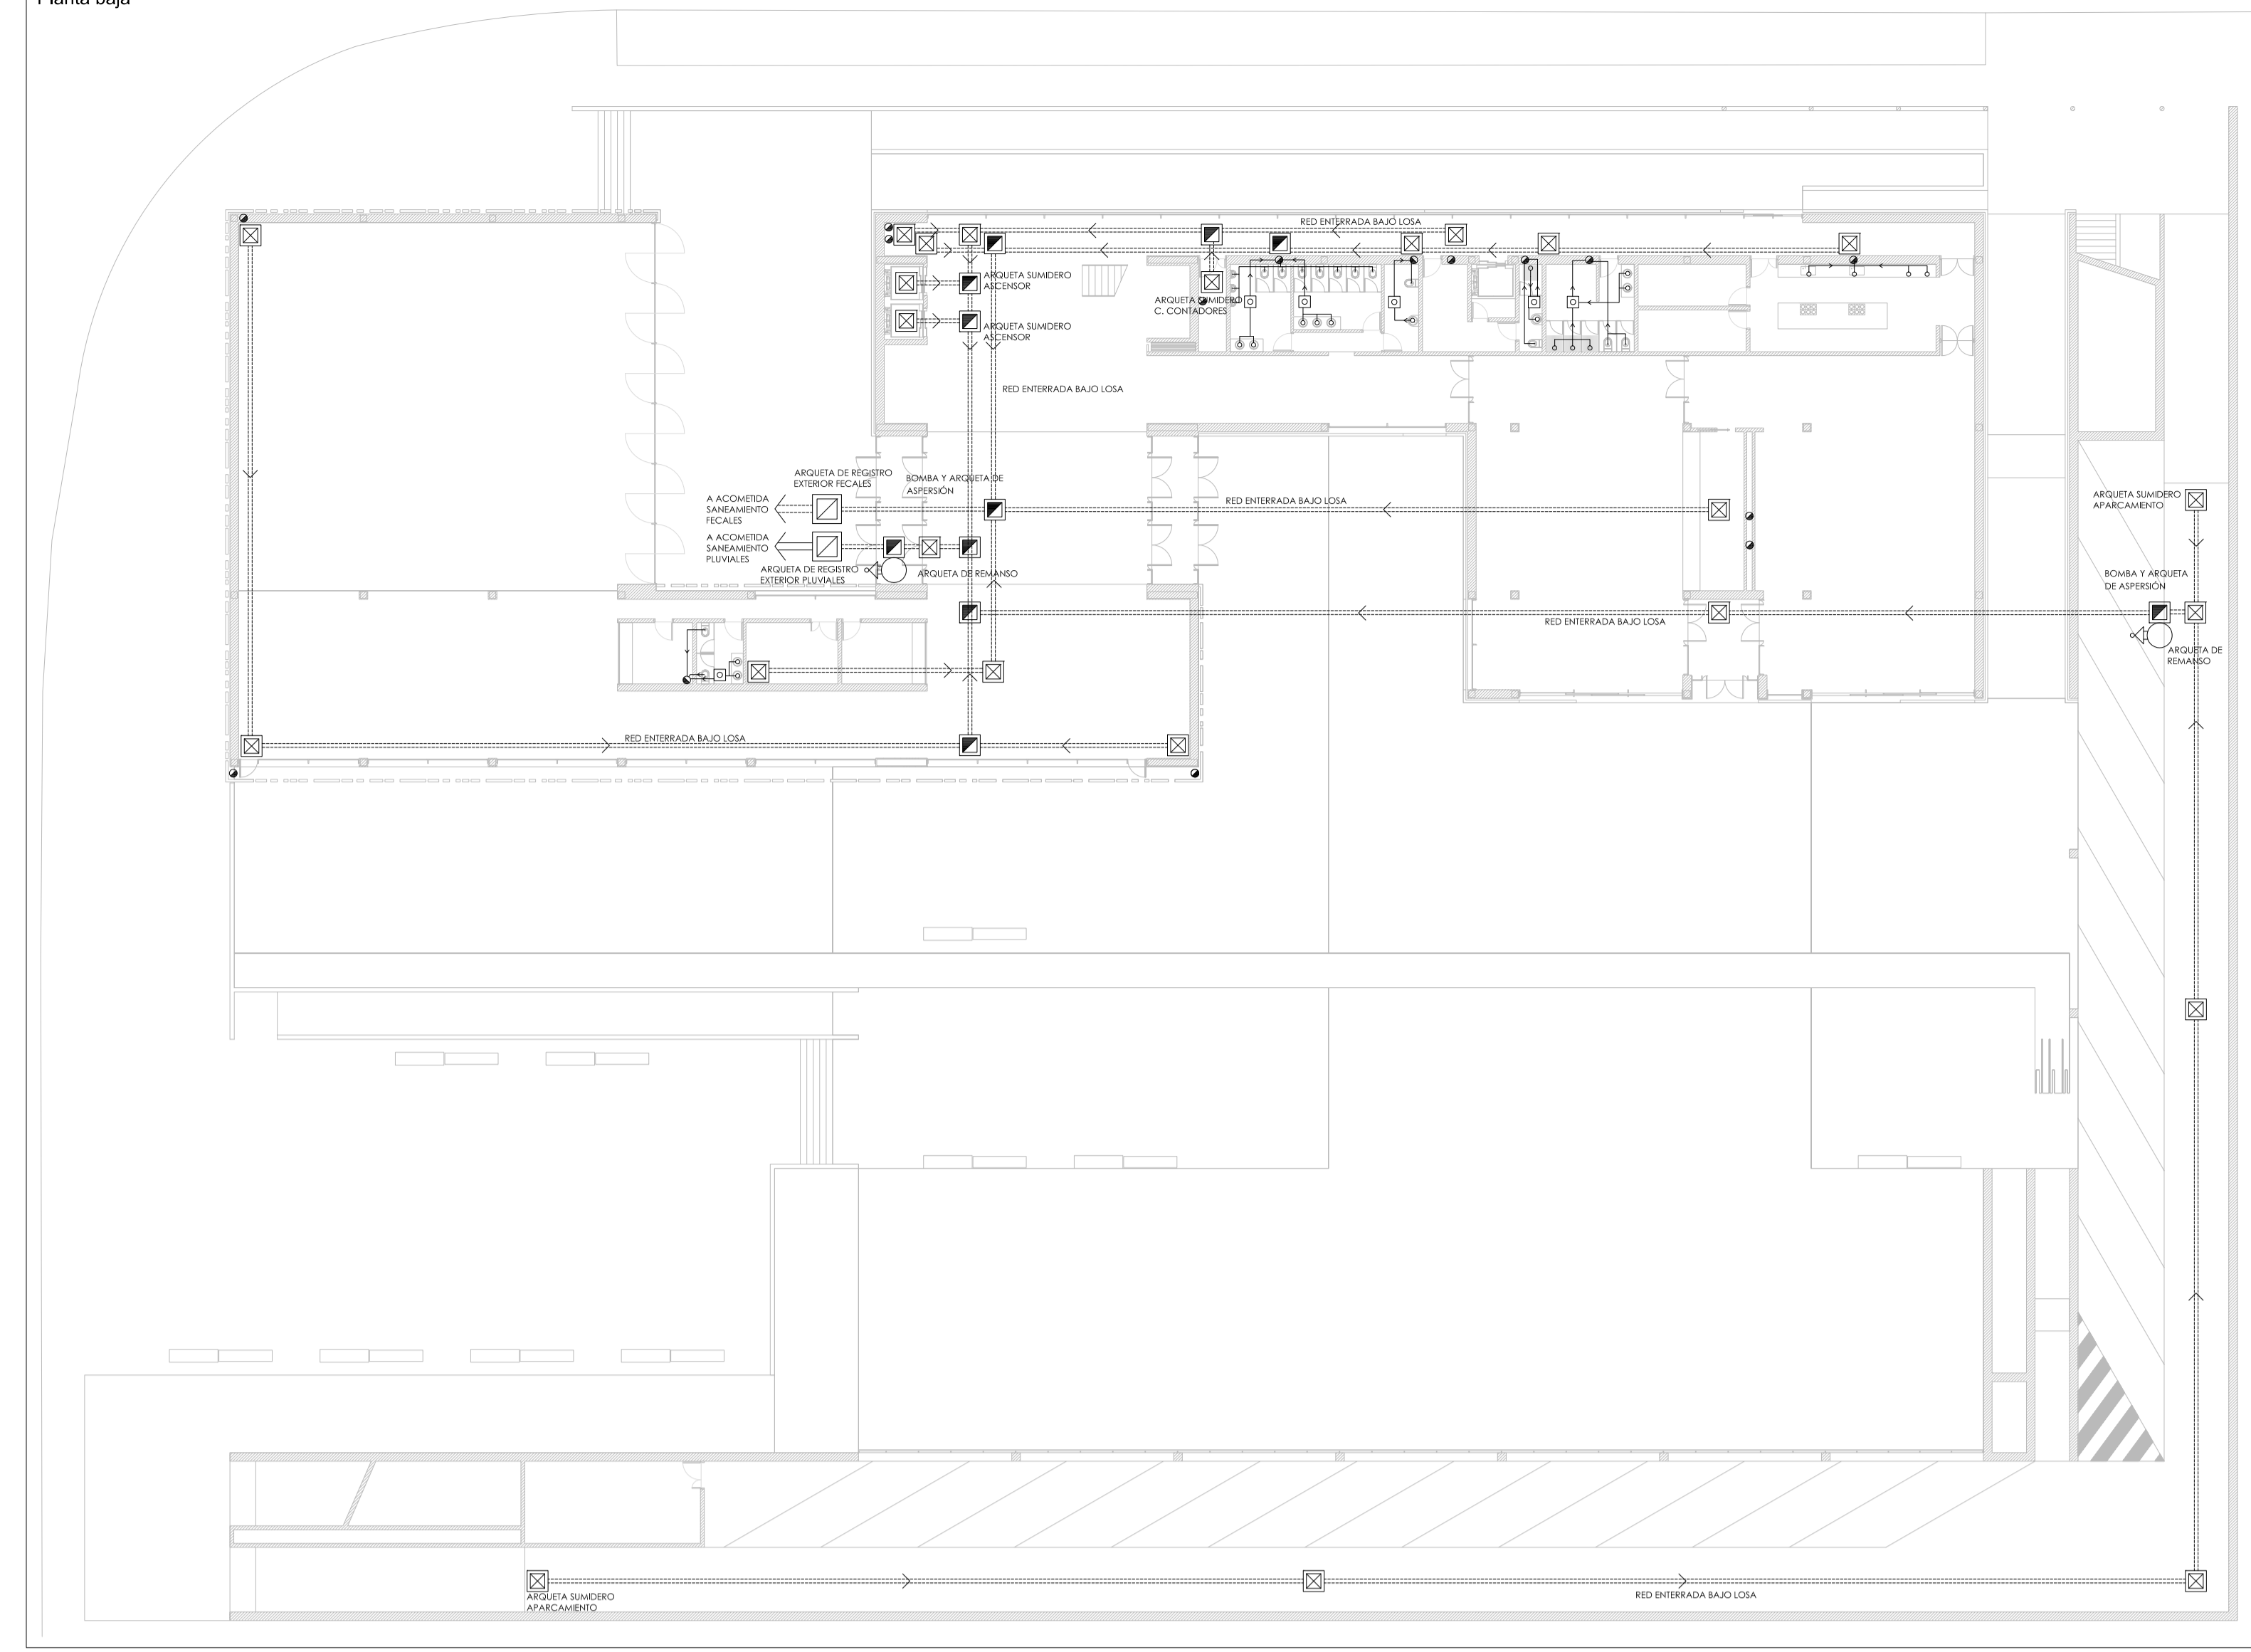 Planta baja
RED ENTERRADA BAJO LOSA
ARQUETA SUMIDERO
ASCENSOR
ARQUETA SUMIDERO
C. CONTADORES
ARQUETA SUMIDERO
ASCENSOR
RED ENTERRADA BAJO LOSA
ARQUETA DE REGISTRO
EXTERIOR FECALES
BOMBA Y ARQUETA DE
ASPERSIÓN
A ACOMETIDA
SANEAMIENTO
FECALES
RED ENTERRADA BAJO LOSA
ARQUETA SUMIDERO
APARCAMIENTO
A ACOMETIDA
SANEAMIENTO
PLUVIALES
ARQUETA DE REGISTRO
EXTERIOR PLUVIALES
ARQUETA DE REMANSO
BOMBA Y ARQUETA
DE ASPERSIÓN
RED ENTERRADA BAJO LOSA
ARQUETA DE
REMANSO
RED ENTERRADA BAJO LOSA
ARQUETA SUMIDERO
APARCAMIENTO
RED ENTERRADA BAJO LOSA